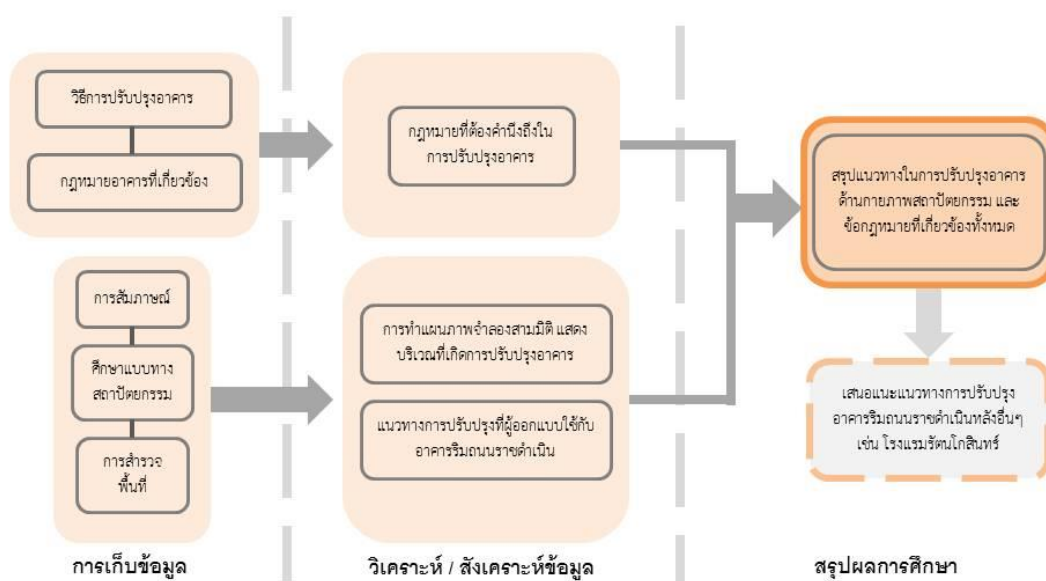 วิธีการปรับปรุงอาคาร
กฎหมายอาคารที่เกี่ยวข้อง
การสัมภาษณ์
ศึกษาแบบทาง
สถาปัตยกรรม
การสำรวจ
พื้นที่
การเก็บข้อมูล
กฎหมายที่ต้องคำนึงถึงใน
การปรับปรุงอาคาร
การทำแผนภาพจำลองสามมิติ แสดง
บริเวณที่เกิดการปรับปรุงอาคาร
แนวทางการปรับปรุงที่ผู้ออกแบบใช้กับ
อาคารริมถนนราชดำเนิน
วิเคราะห์ / สังเคราะห์ข้อมูล
สรุปแนวทางในการปรับปรุงอาคาร
ด้านกายภาพสถาปัตยกรรม และ
ข้อกฎหมายที่เกี่ยวข้องทั้งหมด
เสนอแนะแนวทางการปรับปรุง
อาคารริมถนนราชดำเนินหลังอื่นๆ
เช่น โรงแรมรัตนโกสินทร์
สรุปผลการศึกษา